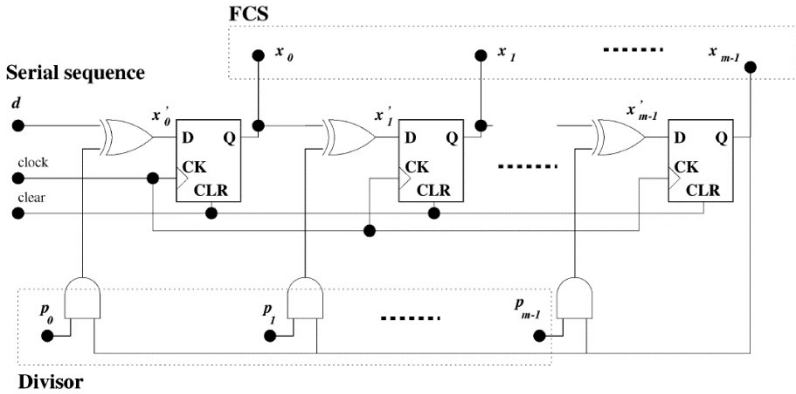 FCS
x0 x1 xm-1
Serial sequence
d
x'0 x'1 x'm-1
D Q D Q D Q
clock
CK CK CK
clear
CLR CLR CLR
p0 p1 pm-1
Divisor